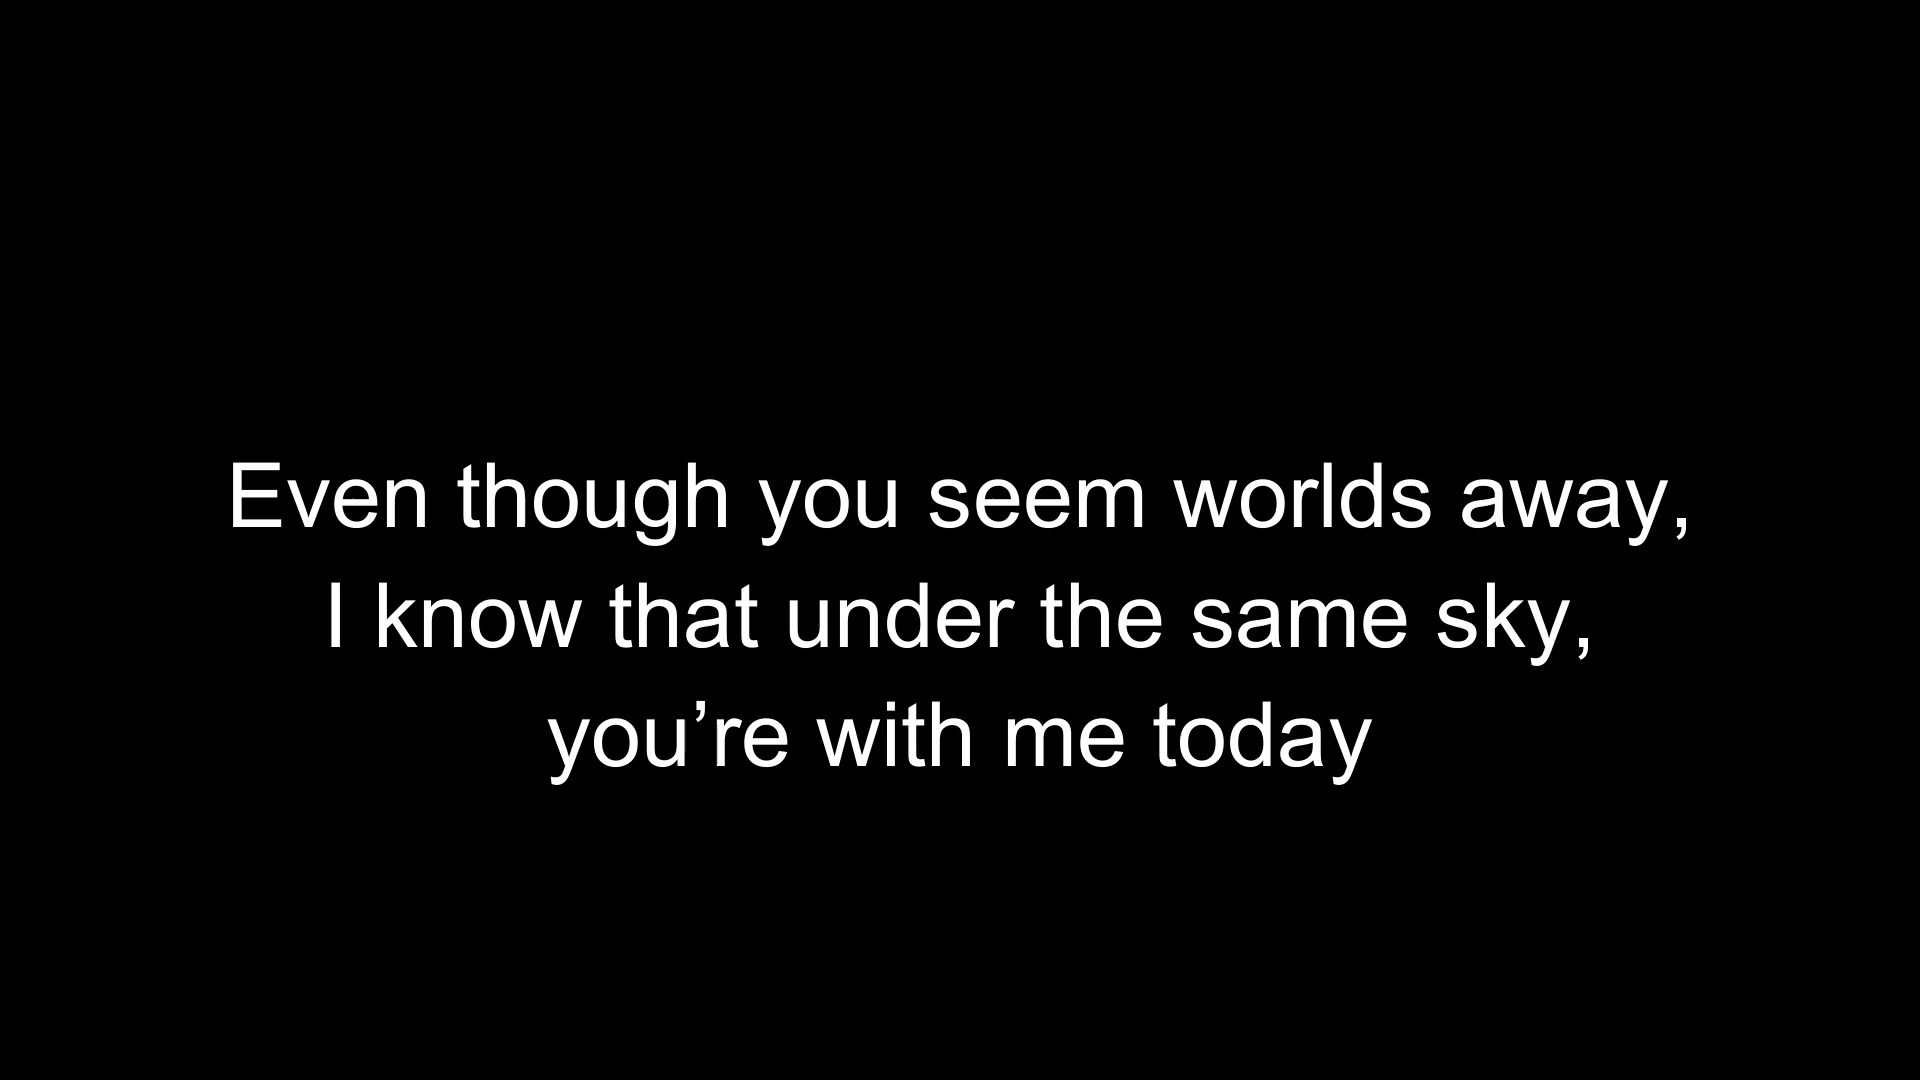 Even though you seem worlds away,
I know that under the same sky,
you’re with me today